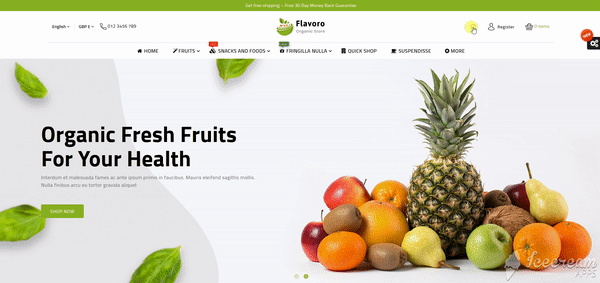 Get free shipping – Free 30 Day Money Back Guarantee
English GBP £ 012 3456 789
Flavoro
Organic Store
Register 0 items
HOME FRUITS SNACKS AND FOODS FRINGILLA NULLA QUICK SHOP SUSPENDISSE MORE
Organic Fresh Fruits
For Your Health
Interdum et malesuada fames ac ante ipsum primis in faucibus. Mauris eleifend sagittis mollis.
Nulla finibus arcu eu tortor gravida aliquet
SHOP NOW
Icecream
APPS